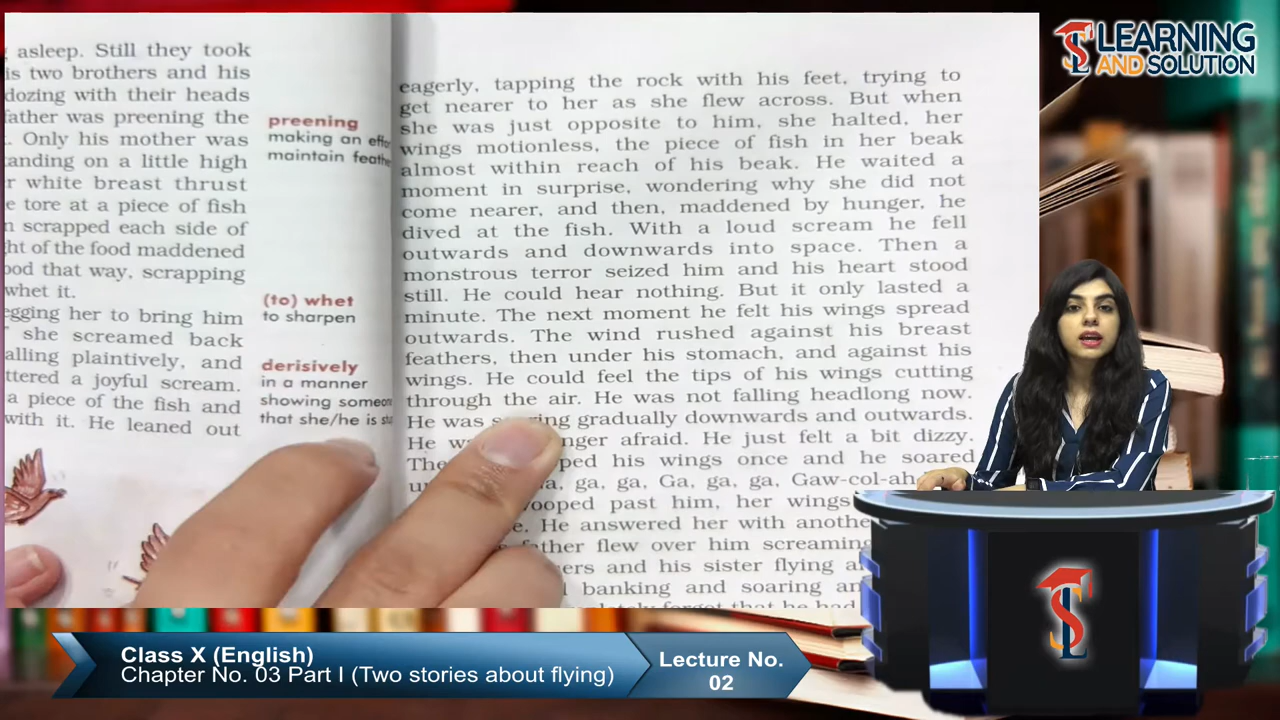 asleep. Still they took
is two brothers and his
dozing with their heads
father was preening the
. Only his mother was
anding on a little high
r white breast thrust
e tore at a piece of fish
n scrapped each side of
ht of the food maddened
ood that way, scrapping
whet it.
egging her to bring him
" she screamed back
alling plaintively, and
ttered a joyful scream.
a piece of the fish and
with it. He leaned out
preening
making an effo
maintain feathe
(to) whet
to sharpen
derisively
in a manner
showing someon
that she/he is stu
eagerly, tapping the rock with his feet, trying to
get nearer to her as she flew across. But when
she was just opposite to him, she halted, her
wings motionless, the piece of fish in her beak
almost within reach of his beak. He waited a
moment in surprise, wondering why she did not
come nearer, and then, maddened by hunger, he
dived at the fish. With a loud scream he fell
outwards and downwards into space. Then a
monstrous terror seized him and his heart stood
still. He could hear nothing. But it only lasted a
minute. The next moment he felt his wings spread
outwards. The wind rushed against his breast
feathers, then under his stomach, and against his
wings. He could feel the tips of his wings cutting
through the air. He was not falling headlong now.
He was gradually downwards and outwards.
He nger afraid. He just felt a bit dizzy.
The ped his wings once and he soared
ga, ga, Ga, ga, ga, Gaw-col-ah
ooped past him, her wings
e. He answered her with anothe
father flew over him screaming
ers and his sister flying a
banking and soaring an
forgot that he had
LEARNING
AND SOLUTION
Class X (English)
Chapter No. 03 Part I (Two stories about flying)
Lecture No.
02